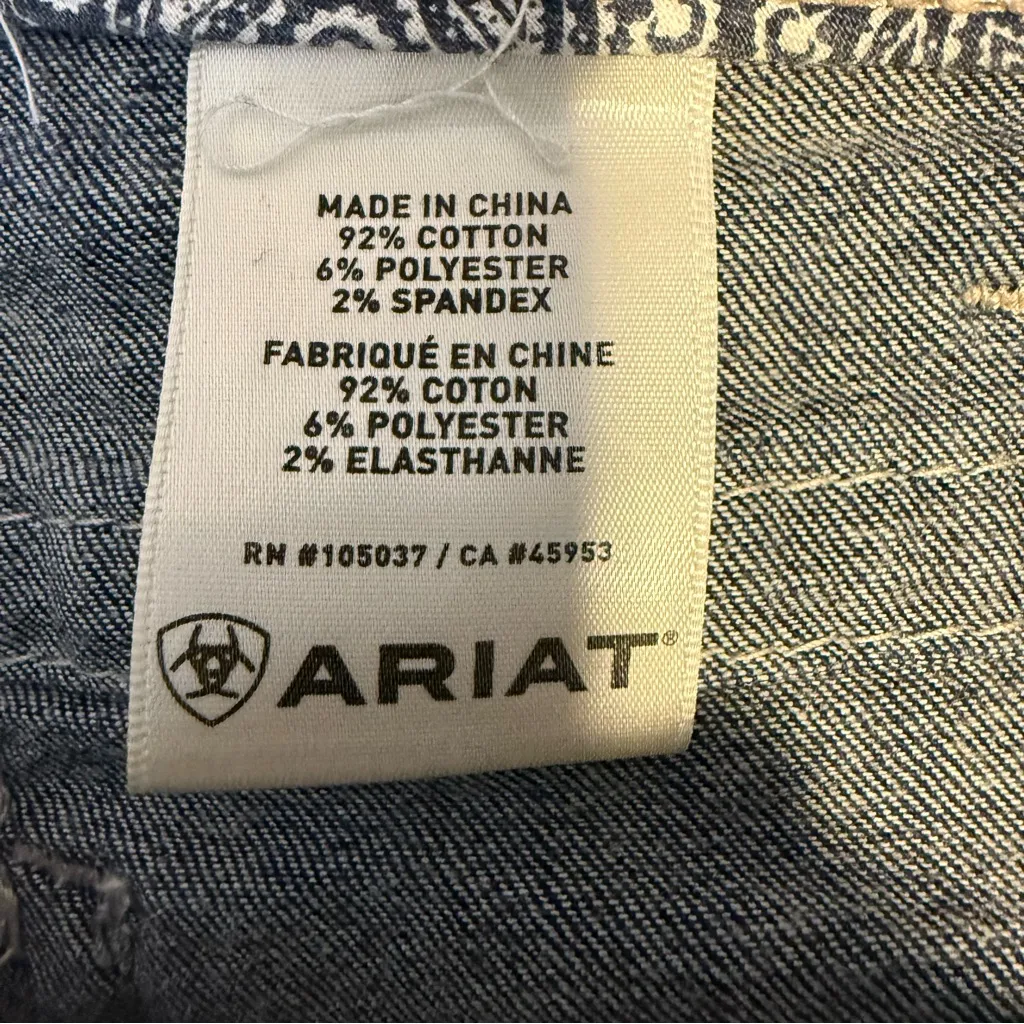 MADE IN CHINA
92% COTTON
6% POLYESTER
2% SPANDEX
FABRIQUÉ EN CHINE
92% COTON
6% POLYESTER
2% ELASTHANNE
RN #105037 / CA #45953
ARIAT®